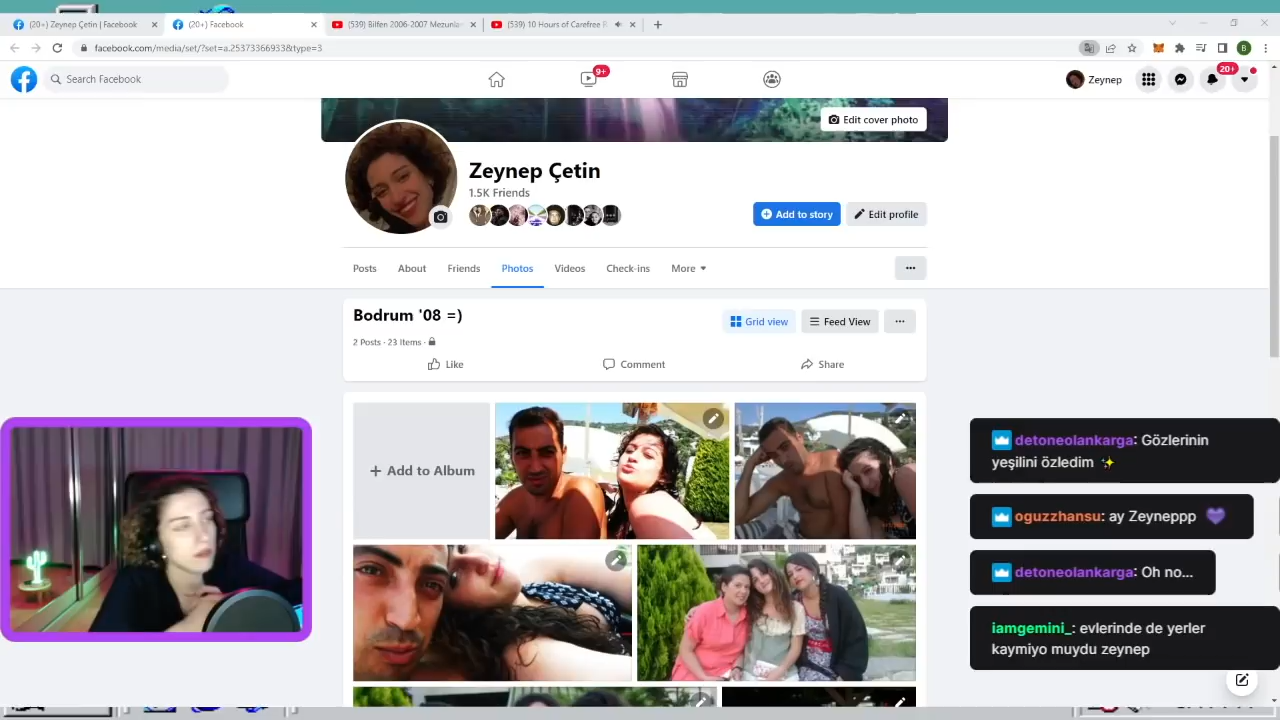 (20+) Zeynep Çetin | Facebook
(20+) Facebook
(539) Bilfen 2006-2007 Mezunla
(539) 10 Hours of Carefree
facebook.com/media/set/?set=a.25373366933&type=3
B
Search Facebook
9+
Zeynep
20+
Edit cover photo
Zeynep Çetin
1.5K Friends
Add to story
Edit profile
Posts
About
Friends
Photos
Videos
Check-ins
More
Bodrum '08 =)
Grid view
Feed View
2 Posts · 23 Items ·
Like
Comment
Share
+ Add to Album
detoneolankarga: Gözlerinin
yeşilini özledim ✨
oguzzhansu: ay Zeyneppp 💜
detoneolankarga: Oh no...
iamgemini_: evlerinde de yerler
kaymiyo muydu zeynep